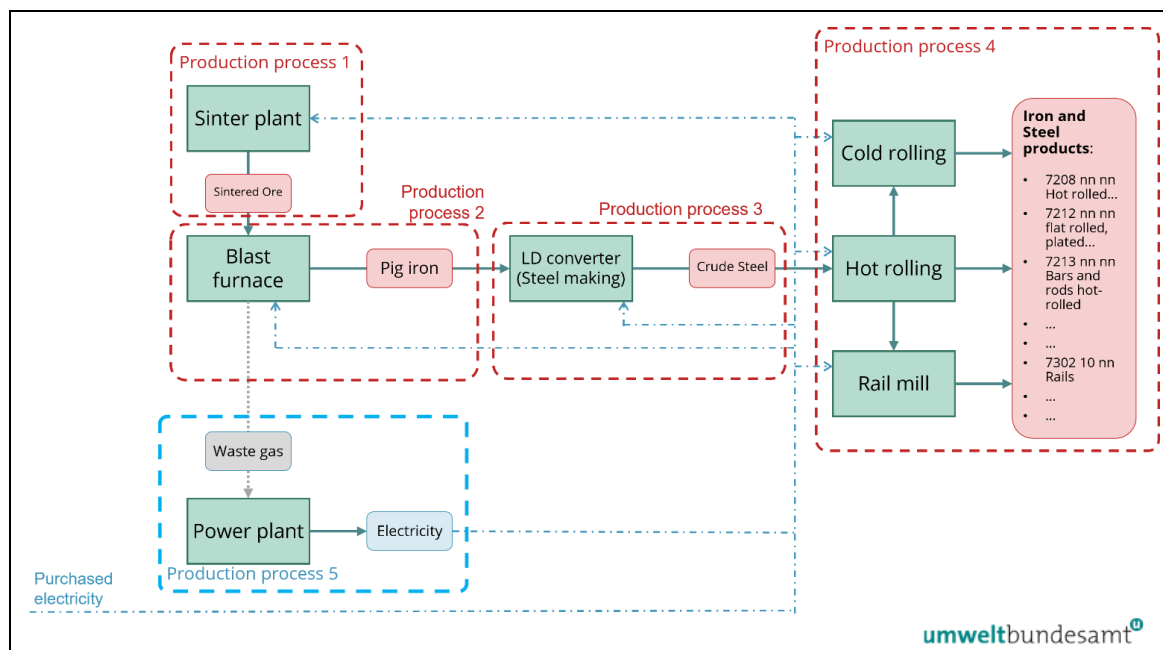 Production process 1
Sinter plant
Sintered Ore
Production
process 2
Blast
furnace
Pig iron
Production process 3
LD converter
(Steel making)
Crude Steel
Production process 4
Cold rolling
Hot rolling
Rail mill
Iron and
Steel
products:
• 7208 nn nn
Hot rolled...
• 7212 nn nn
flat rolled,
plated...
• 7213 nn nn
Bars and
rods hot-
rolled
• ...
• ...
• 7302 10 nn
Rails
• ...
• ...
Waste gas
Power plant
Electricity
Production process 5
Purchased
electricity
umweltbundesamt
u